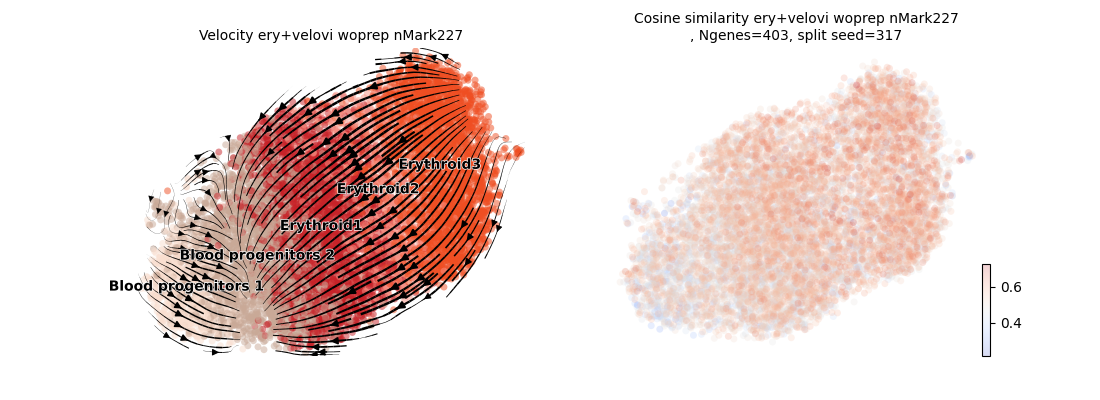 Velocity ery+velovi woprep nMark227
Erythroid3
Erythroid2
Erythroid1
Blood progenitors 2
Blood progenitors 1
Cosine similarity ery+velovi woprep nMark227
, Ngenes=403, split seed=317
0.6
0.4